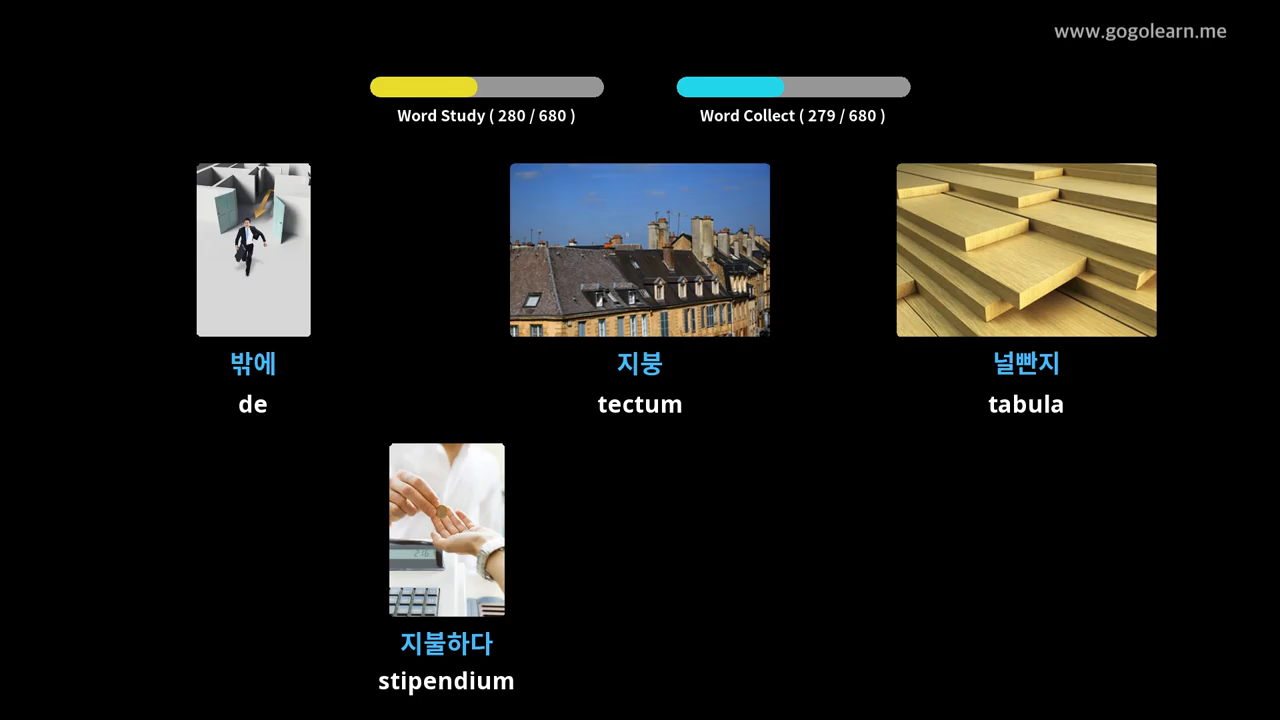 www.gogolearn.me
Word Study ( 280 / 680 )
Word Collect ( 279 / 680 )
밖에
de
지붕
tectum
널빤지
tabula
지불하다
stipendium